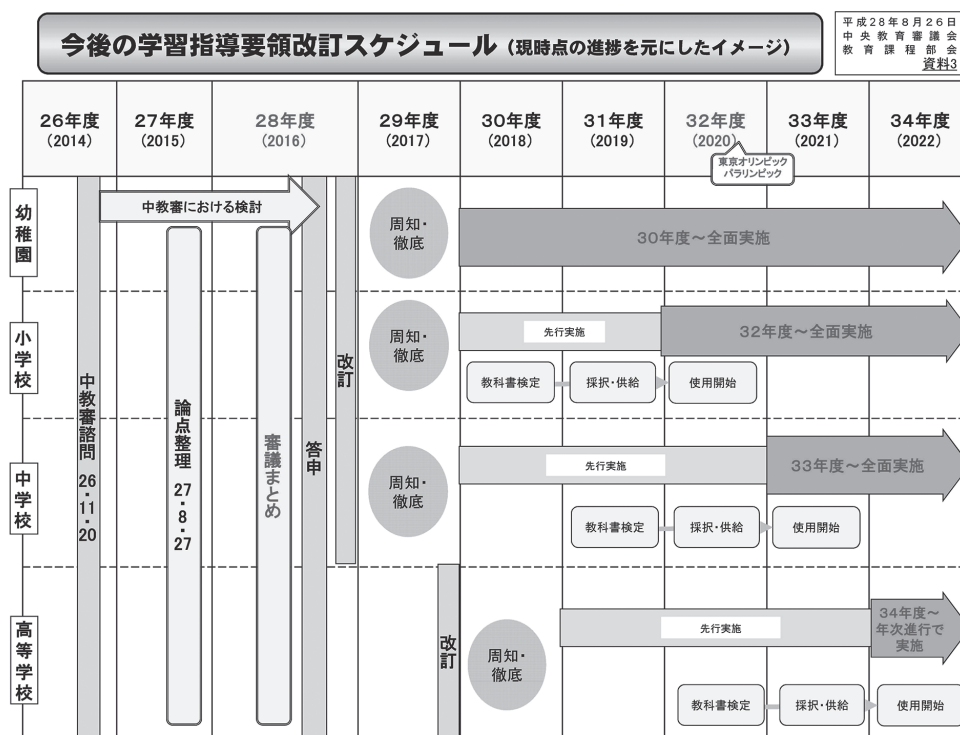 今後の学習指導要領改訂スケジュール（現時点の進捗を元にしたイメージ）
平成28年8月26日
中央教育審議会
教育課程部会
資料3
26年度
（2014）
27年度
（2015）
28年度
（2016）
29年度
（2017）
30年度
（2018）
31年度
（2019）
32年度
（2020）
33年度
（2021）
34年度
（2022）
東京オリンピック
パラリンピック
幼稚園
中教審における検討
周知・
徹底
30年度～全面実施
小学校
周知・
徹底
先行実施
32年度～全面実施
教科書検定
採択・供給
使用開始
中教審諮問 26・11・20
論点整理 27・8・27
審議まとめ
答申
改訂
中学校
周知・
徹底
先行実施
33年度～全面実施
教科書検定
採択・供給
使用開始
高等学校
改訂
周知・
徹底
先行実施
34年度～
年次進行で
実施
教科書検定
採択・供給
使用開始